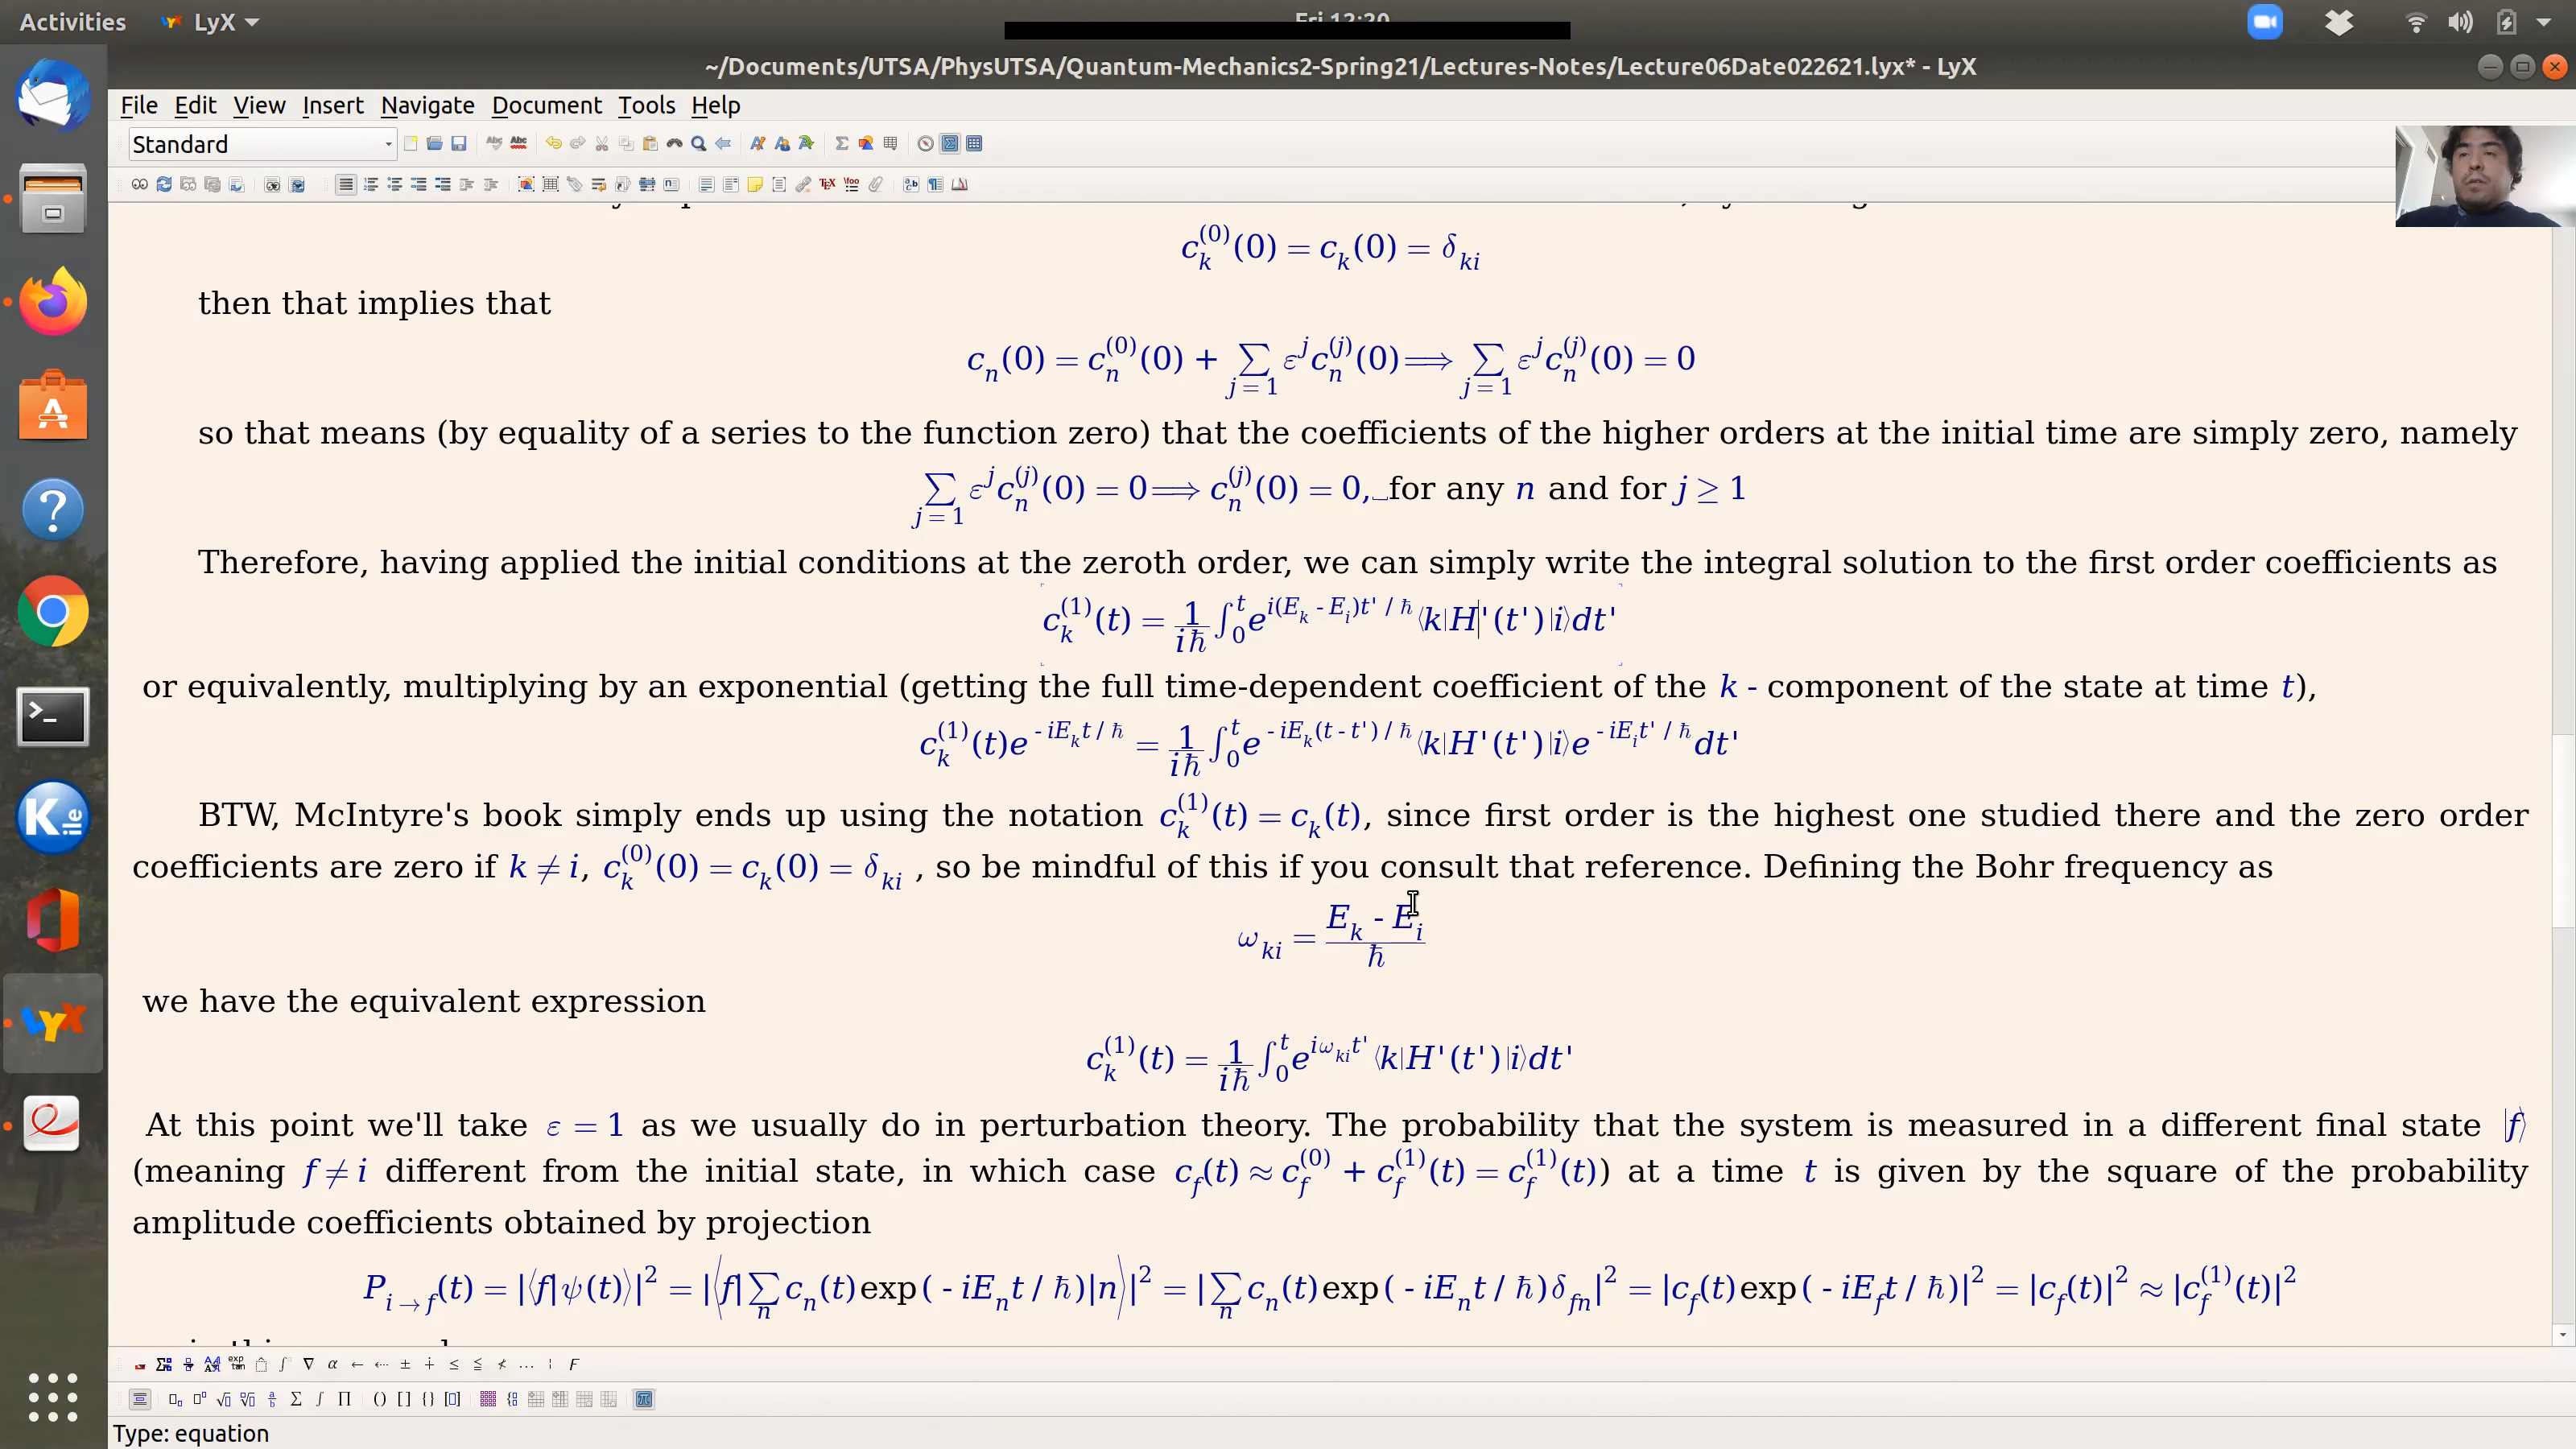 Activities LyX Fri 12:20
~/Documents/UTSA/PhysUTSA/Quantum-Mechanics2-Spring21/Lectures-Notes/Lecture06Date022621.lyx* - LyX
File Edit View Insert Navigate Document Tools Help
Standard
c_k^{(0)}(0) = c_k(0) = δ_{ki}
then that implies that
c_n(0) = c_n^{(0)}(0) + ∑_{j=1} ε^j c_n^{(j)}(0) ⟹ ∑_{j=1} ε^j c_n^{(j)}(0) = 0
so that means (by equality of a series to the function zero) that the coefficients of the higher orders at the initial time are simply zero, namely
∑_{j=1} ε^j c_n^{(j)}(0) = 0 ⟹ c_n^{(j)}(0) = 0, for any n and for j ≥ 1
Therefore, having applied the initial conditions at the zeroth order, we can simply write the integral solution to the first order coefficients as
c_k^{(1)}(t) = \frac{1}{iħ} ∫_0^t e^{i(E_k - E_i)t' / ħ} ⟨k|H'(t')|i⟩dt'
or equivalently, multiplying by an exponential (getting the full time-dependent coefficient of the k - component of the state at time t),
c_k^{(1)}(t)e^{-iE_k t / ħ} = \frac{1}{iħ} ∫_0^t e^{-iE_k(t - t') / ħ} ⟨k|H'(t')|i⟩e^{-iE_i t' / ħ}dt'
BTW, McIntyre's book simply ends up using the notation c_k^{(1)}(t) = c_k(t), since first order is the highest one studied there and the zero order
coefficients are zero if k ≠ i, c_k^{(0)}(0) = c_k(0) = δ_{ki} , so be mindful of this if you consult that reference. Defining the Bohr frequency as
ω_{ki} = \frac{E_k - E_i}{ħ}
we have the equivalent expression
c_k^{(1)}(t) = \frac{1}{iħ} ∫_0^t e^{iω_{ki}t'} ⟨k|H'(t')|i⟩dt'
At this point we'll take ε = 1 as we usually do in perturbation theory. The probability that the system is measured in a different final state |f⟩
(meaning f ≠ i different from the initial state, in which case c_f(t) ≈ c_f^{(0)} + c_f^{(1)}(t) = c_f^{(1)}(t)) at a time t is given by the square of the probability
amplitude coefficients obtained by projection
P_{i→f}(t) = |⟨f|ψ(t)⟩|^2 = |⟨f|∑_n c_n(t)exp( - iE_n t / ħ)|n⟩|^2 = |∑_n c_n(t)exp( - iE_n t / ħ)δ_{fn}|^2 = |c_f(t)exp( - iE_f t / ħ)|^2 = |c_f(t)|^2 ≈ |c_f^{(1)}(t)|^2
Type: equation